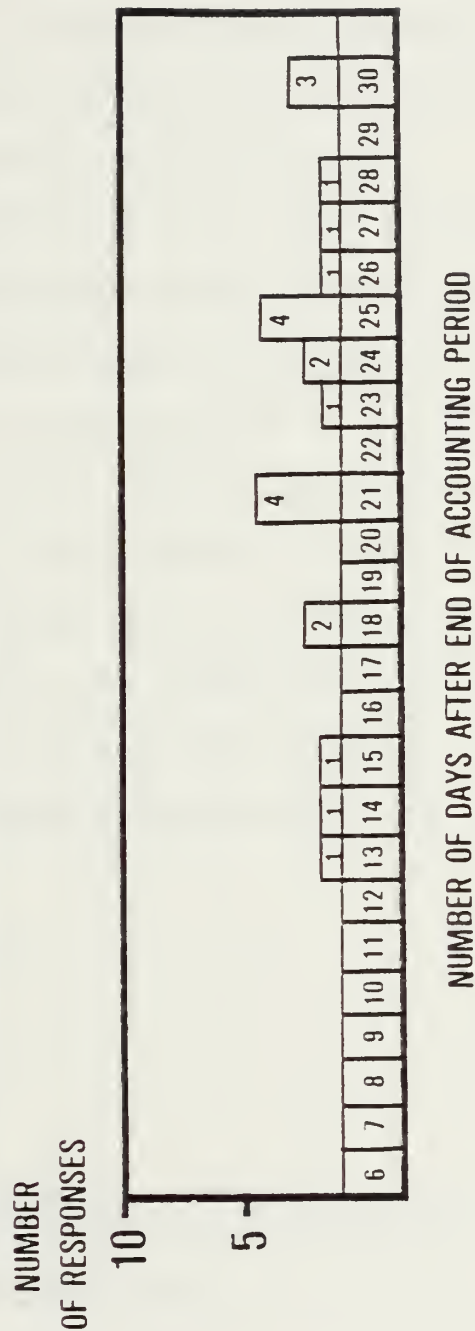 NUMBER
OF RESPONSES
10
5
1 1 1 2 4 1 2 4 1 1 1 3
6 7 8 9 10 11 12 13 14 15 16 17 18 19 20 21 22 23 24 25 26 27 28 29 30
NUMBER OF DAYS AFTER END OF ACCOUNTING PERIOD